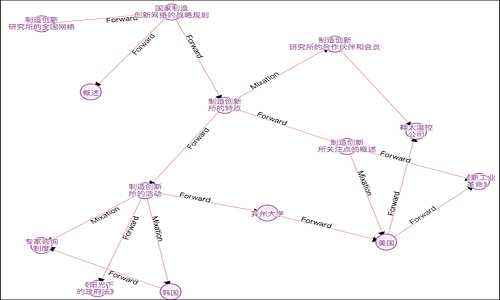 国家制造
创新网络的战略规划
制造创新
研究所的全国网络
Forward
Forward
Forward
制造创新
研究所的合作伙伴和会员
Mixation
概述
制造创新
所的特点
Forward
翰太温控
公司
制造创新
所关注点的概述
Forward
Forward
Mixation
《新工业
革命》
制造创新
所的活动
Forward
Forward
Forward
Mixation
宾州大学
Forward
Forward
Mixation
专家咨询
制度
美国
Forward
《阳光下
的政府法》
韩国